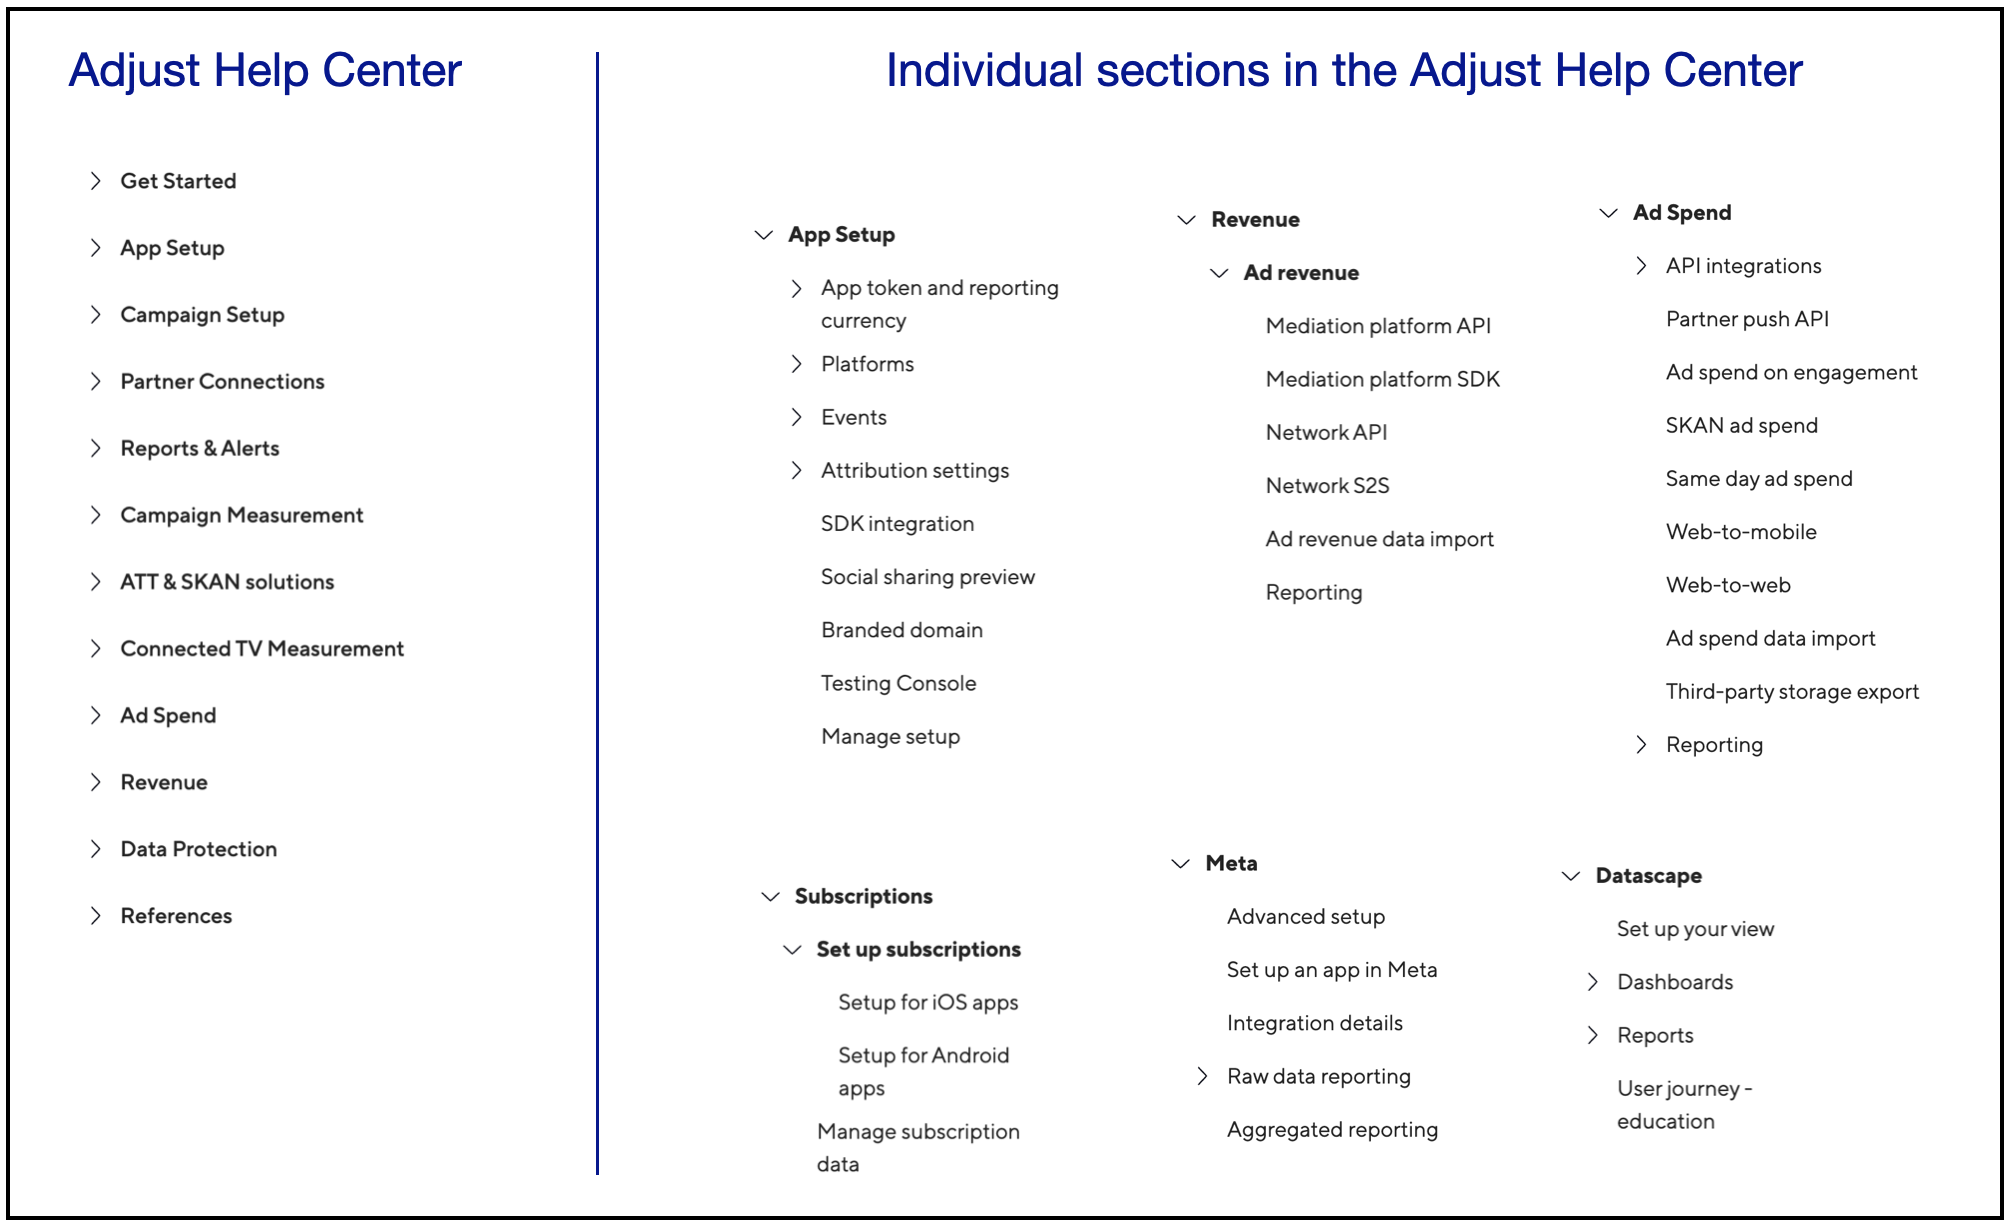 Adjust Help Center
Get Started
App Setup
Campaign Setup
Partner Connections
Reports & Alerts
Campaign Measurement
ATT & SKAN solutions
Connected TV Measurement
Ad Spend
Revenue
Data Protection
References
Individual sections in the Adjust Help Center
App Setup
App token and reporting
currency
Platforms
Events
Attribution settings
SDK integration
Social sharing preview
Branded domain
Testing Console
Manage setup
Revenue
Ad revenue
Mediation platform API
Mediation platform SDK
Network API
Network S2S
Ad revenue data import
Reporting
Ad Spend
API integrations
Partner push API
Ad spend on engagement
SKAN ad spend
Same day ad spend
Web-to-mobile
Web-to-web
Ad spend data import
Third-party storage export
Reporting
Subscriptions
Set up subscriptions
Setup for iOS apps
Setup for Android
apps
Manage subscription
data
Meta
Advanced setup
Set up an app in Meta
Integration details
Raw data reporting
Aggregated reporting
Datascape
Set up your view
Dashboards
Reports
User journey -
education